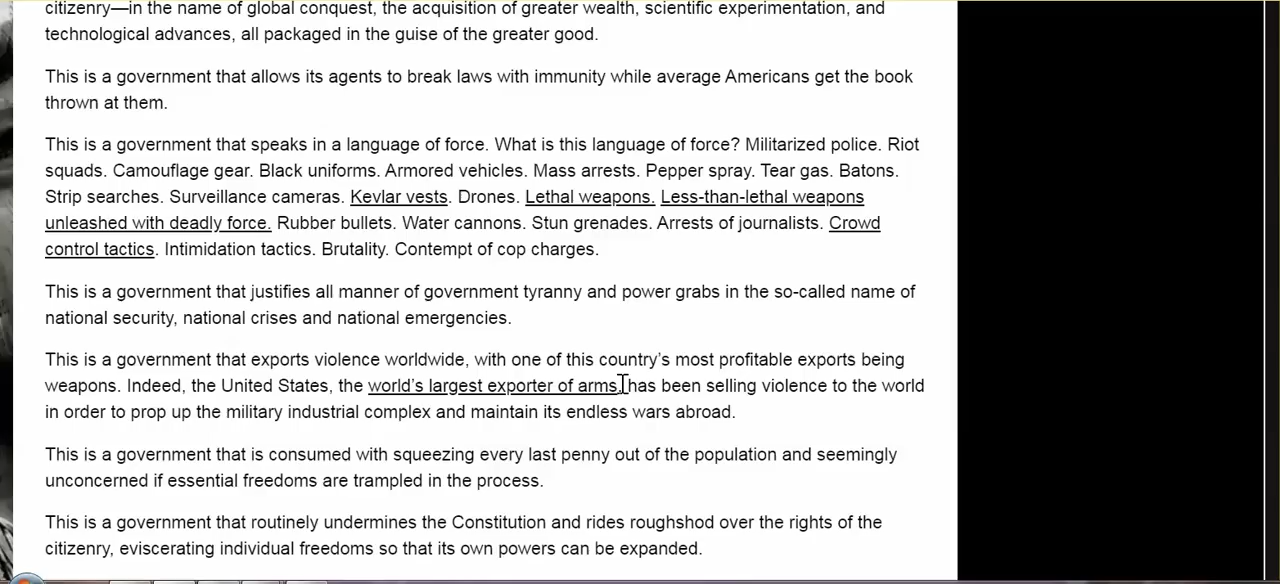 citizenry—in the name of global conquest, the acquisition of greater wealth, scientific experimentation, and
technological advances, all packaged in the guise of the greater good.
This is a government that allows its agents to break laws with immunity while average Americans get the book
thrown at them.
This is a government that speaks in a language of force. What is this language of force? Militarized police. Riot
squads. Camouflage gear. Black uniforms. Armored vehicles. Mass arrests. Pepper spray. Tear gas. Batons.
Strip searches. Surveillance cameras. Kevlar vests. Drones. Lethal weapons. Less-than-lethal weapons
unleashed with deadly force. Rubber bullets. Water cannons. Stun grenades. Arrests of journalists. Crowd
control tactics. Intimidation tactics. Brutality. Contempt of cop charges.
This is a government that justifies all manner of government tyranny and power grabs in the so-called name of
national security, national crises and national emergencies.
This is a government that exports violence worldwide, with one of this country’s most profitable exports being
weapons. Indeed, the United States, the world’s largest exporter of arms, has been selling violence to the world
in order to prop up the military industrial complex and maintain its endless wars abroad.
This is a government that is consumed with squeezing every last penny out of the population and seemingly
unconcerned if essential freedoms are trampled in the process.
This is a government that routinely undermines the Constitution and rides roughshod over the rights of the
citizenry, eviscerating individual freedoms so that its own powers can be expanded.